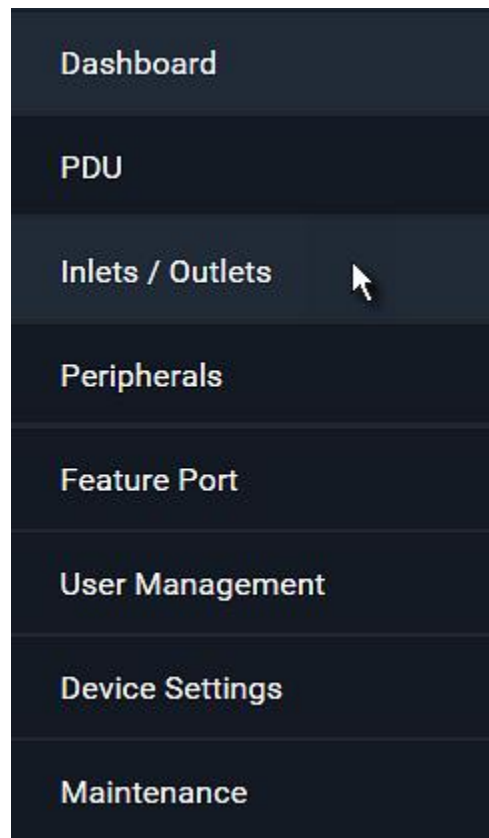 Dashboard
PDU
Inlets / Outlets
Peripherals
Feature Port
User Management
Device Settings
Maintenance